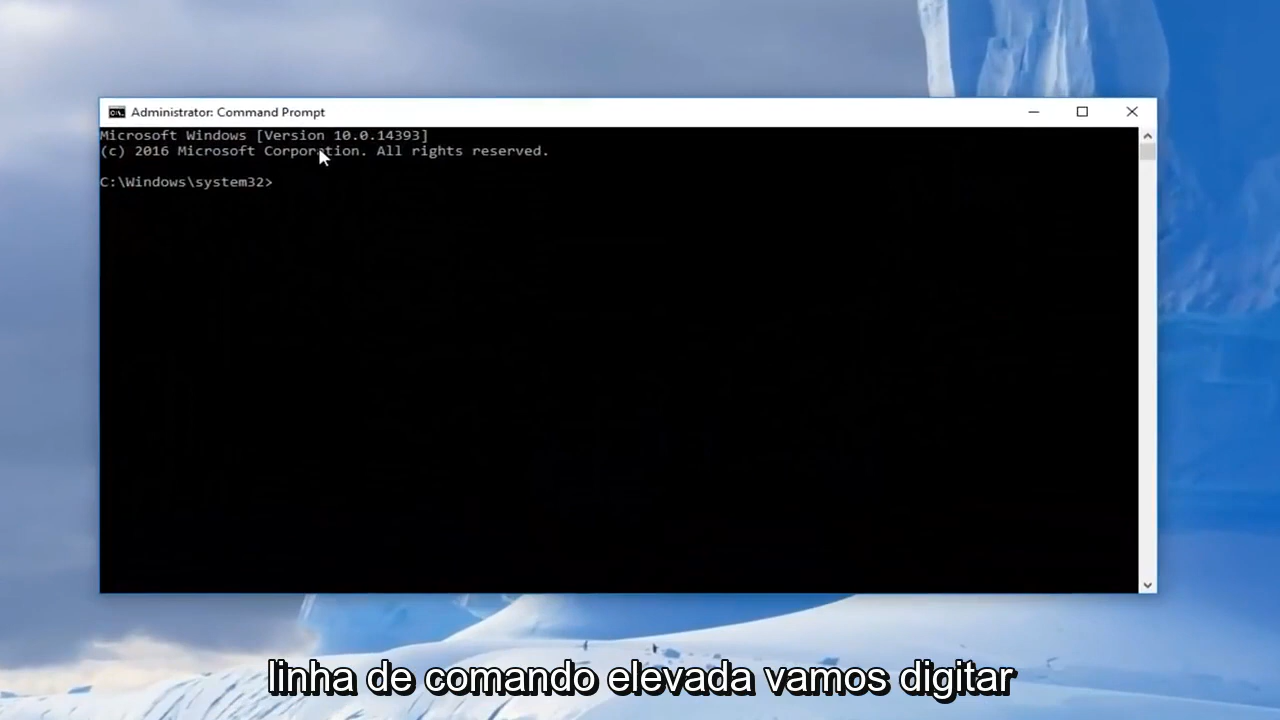 Administrator: Command Prompt
Microsoft Windows [Version 10.0.14393]
(c) 2016 Microsoft Corporation. All rights reserved.
C:\Windows\system32>
linha de comando elevada vamos digitar